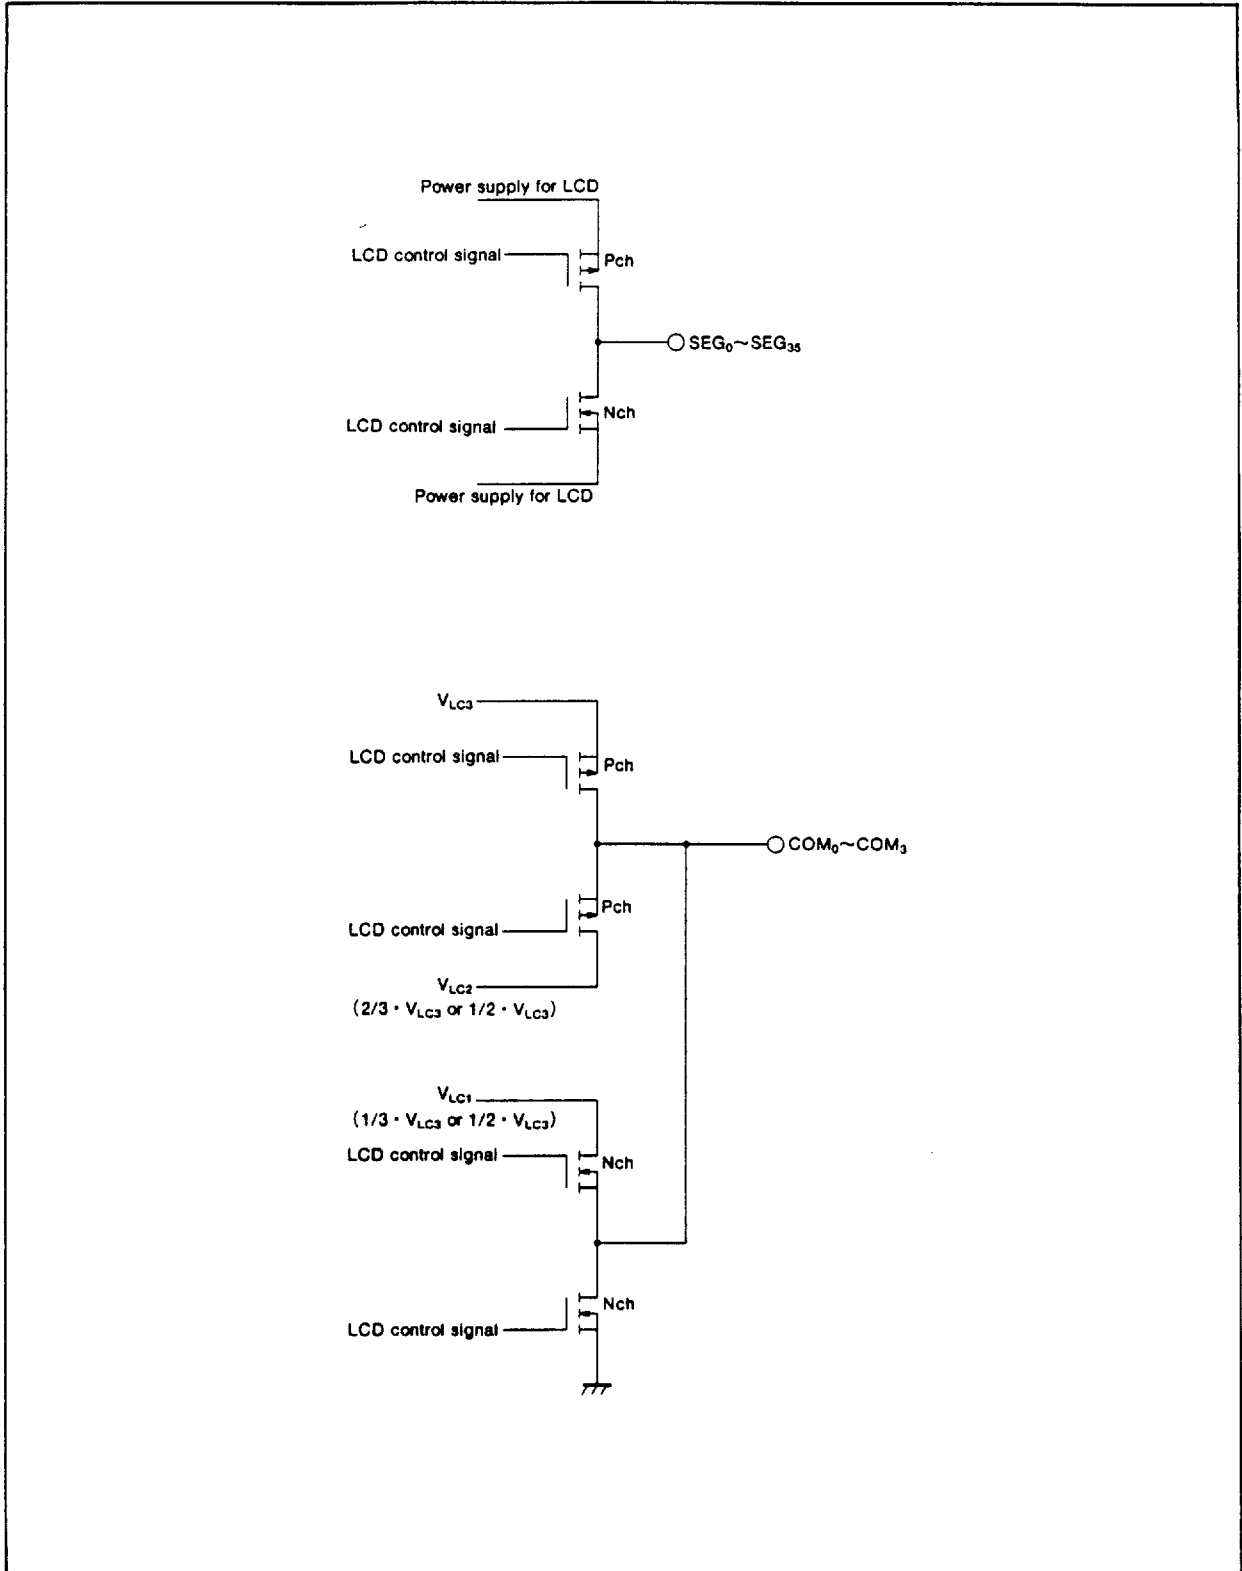 Power supply for LCD
LCD control signal
Pch
SEG₀～SEG₃₅
Nch
LCD control signal
Power supply for LCD
V_LC3
LCD control signal
Pch
COM₀～COM₃
Pch
LCD control signal
V_LC2
(2/3・V_LC3 or 1/2・V_LC3)
V_LC1
(1/3・V_LC3 or 1/2・V_LC3)
LCD control signal
Nch
Nch
LCD control signal